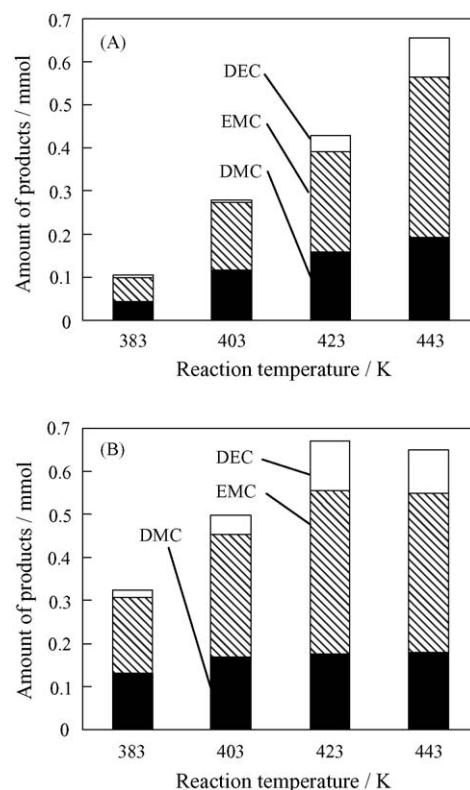 (A)
0.7
0.6
0.5
0.4
0.3
0.2
0.1
0
Amount of products / mmol
DEC
EMC
DMC
383 403 423 443
Reaction temperature / K
(B)
0.7
0.6
0.5
0.4
0.3
0.2
0.1
0
Amount of products / mmol
DEC
EMC
DMC
383 403 423 443
Reaction temperature / K